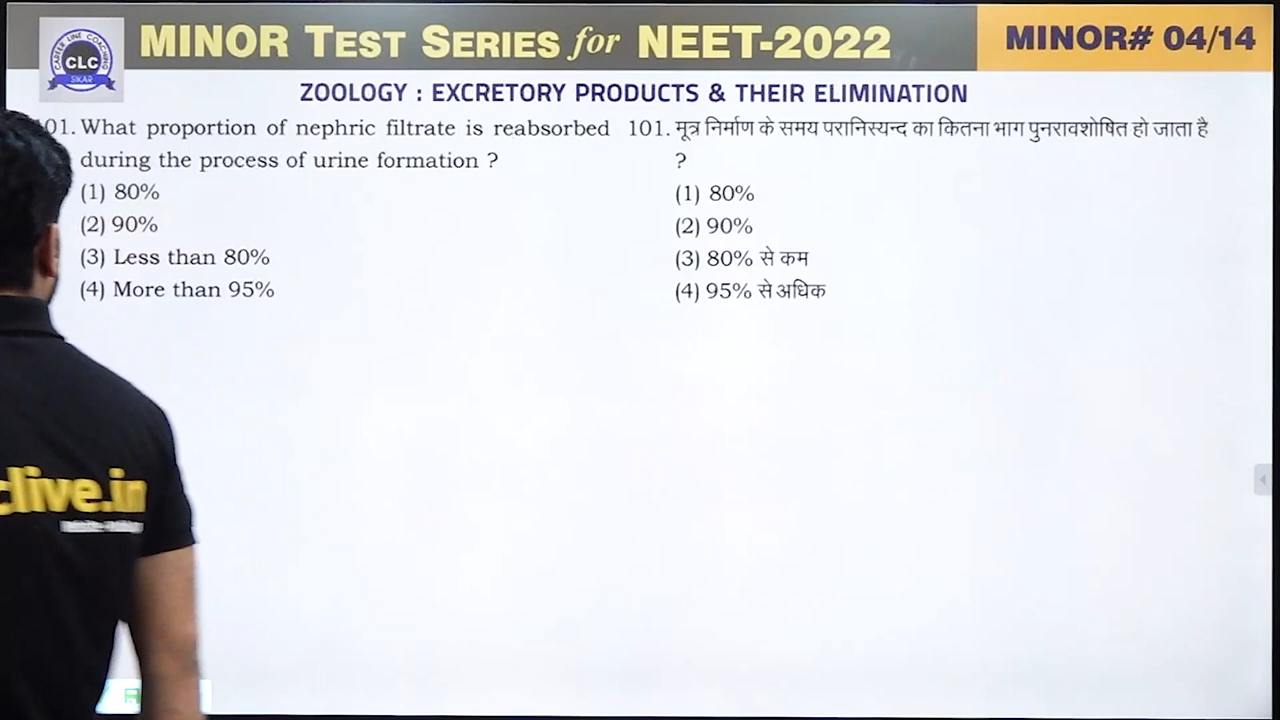 MINOR TEST SERIES for NEET-2022
MINOR# 04/14
CAREER LINE COACHING
CLC
SIKAR
ZOOLOGY : EXCRETORY PRODUCTS & THEIR ELIMINATION
01. What proportion of nephric filtrate is reabsorbed
during the process of urine formation ?
(1) 80%
(2) 90%
(3) Less than 80%
(4) More than 95%
101. मूत्र निर्माण के समय परानिस्यन्द का कितना भाग पुनरावशोषित हो जाता है
?
(1) 80%
(2) 90%
(3) 80% से कम
(4) 95% से अधिक
clive.in